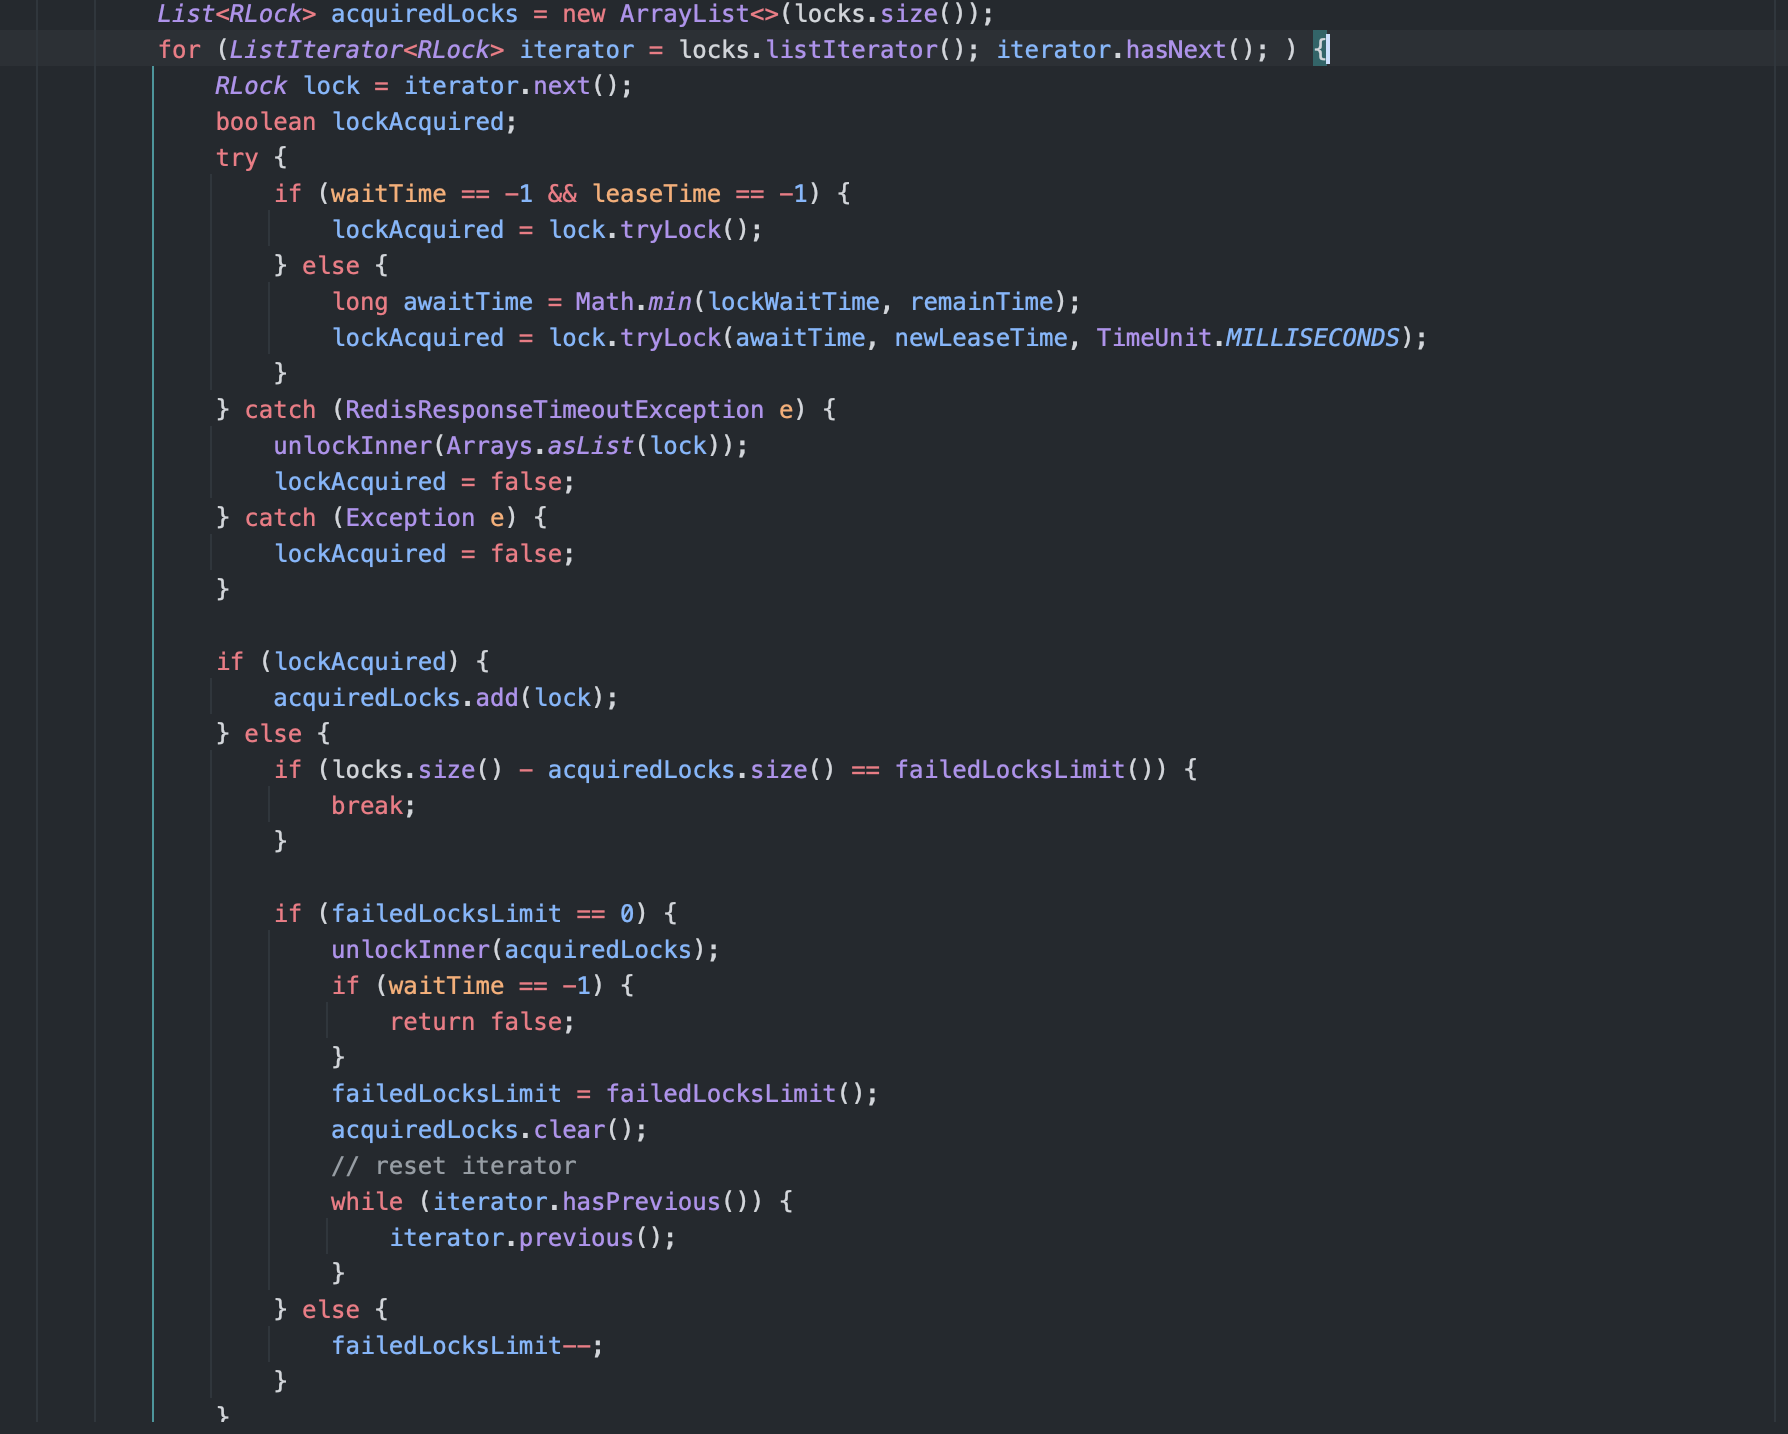 List<RLock> acquiredLocks = new ArrayList<>(locks.size());
for (ListIterator<RLock> iterator = locks.listIterator(); iterator.hasNext(); ) {
RLock lock = iterator.next();
boolean lockAcquired;
try {
if (waitTime == -1 && leaseTime == -1) {
lockAcquired = lock.tryLock();
} else {
long awaitTime = Math.min(lockWaitTime, remainTime);
lockAcquired = lock.tryLock(awaitTime, newLeaseTime, TimeUnit.MILLISECONDS);
}
} catch (RedisResponseTimeoutException e) {
unlockInner(Arrays.asList(lock));
lockAcquired = false;
} catch (Exception e) {
lockAcquired = false;
}
if (lockAcquired) {
acquiredLocks.add(lock);
} else {
if (locks.size() - acquiredLocks.size() == failedLocksLimit()) {
break;
}
if (failedLocksLimit == 0) {
unlockInner(acquiredLocks);
if (waitTime == -1) {
return false;
}
failedLocksLimit = failedLocksLimit();
acquiredLocks.clear();
// reset iterator
while (iterator.hasPrevious()) {
iterator.previous();
}
} else {
failedLocksLimit--;
}
}